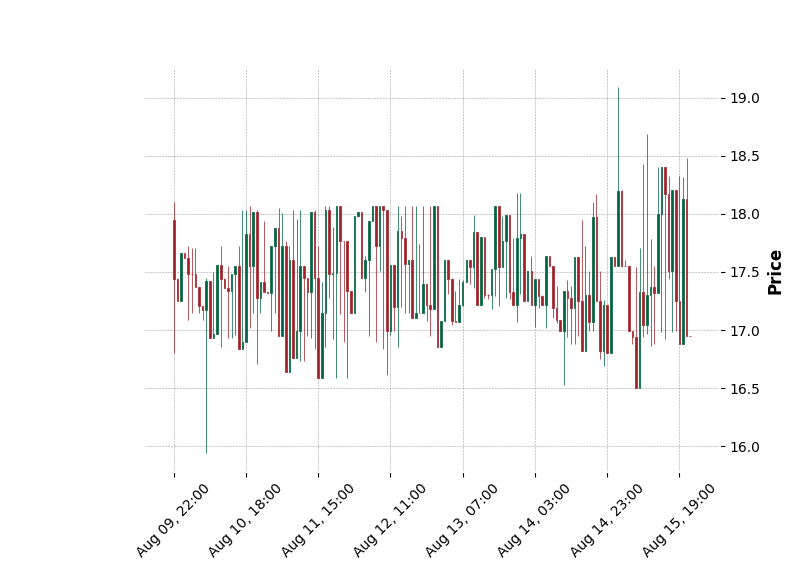 19.0
18.5
18.0
17.5
17.0
16.5
16.0
Price
Aug 09, 22:00
Aug 10, 18:00
Aug 11, 15:00
Aug 12, 11:00
Aug 13, 07:00
Aug 14, 03:00
Aug 14, 23:00
Aug 15, 19:00